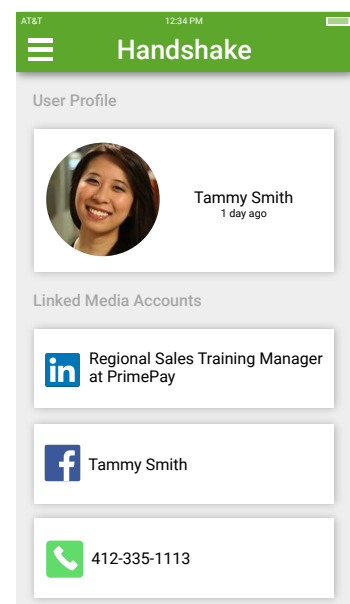 AT&T 12:34 PM
Handshake
User Profile
Tammy Smith
1 day ago
Linked Media Accounts
in Regional Sales Training Manager
at PrimePay
f Tammy Smith
412-335-1113